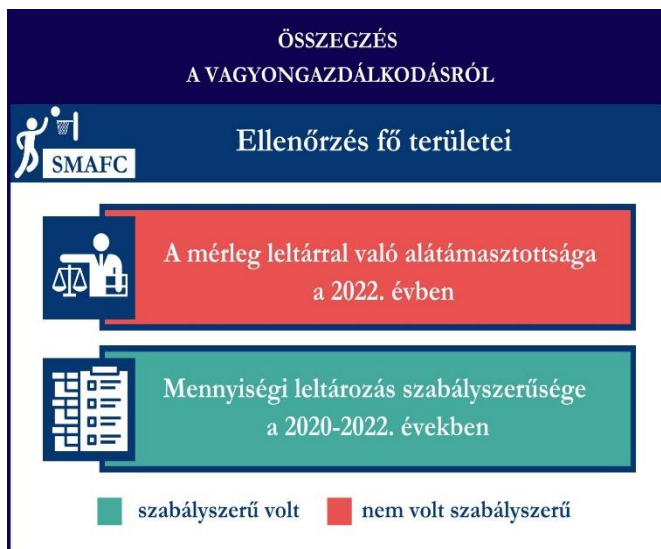 ÖSSZEGZÉS
A VAGYONGAZDÁLKODÁSRÓL
SMAFC
Ellenőrzés fő területei
A mérleg leltárral való alátámasztottsága
a 2022. évben
Mennyiségi leltározás szabályszerűsége
a 2020-2022. években
szabályszerű volt
nem volt szabályszerű